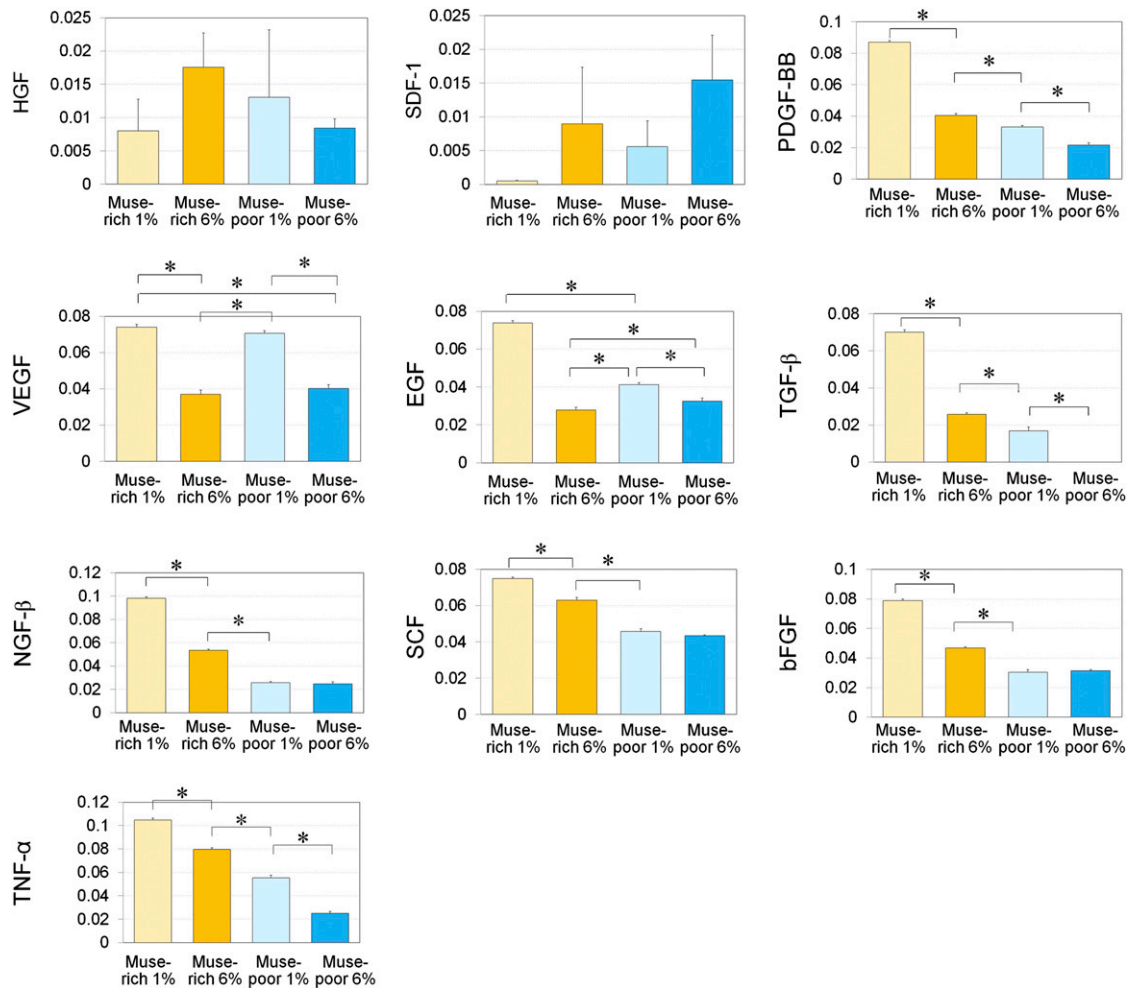 HGF
0.025
0.02
0.015
0.01
0.005
0
Muse- Muse- Muse- Muse-
rich 1% rich 6% poor 1% poor 6%
SDF-1
0.025
0.02
0.015
0.01
0.005
0
Muse- Muse- Muse- Muse-
rich 1% rich 6% poor 1% poor 6%
PDGF-BB
0.1
0.08
0.06
0.04
0.02
0
*
*
*
Muse- Muse- Muse- Muse-
rich 1% rich 6% poor 1% poor 6%
VEGF
0.08
0.06
0.04
0.02
0
* *
*
*
Muse- Muse- Muse- Muse-
rich 1% rich 6% poor 1% poor 6%
EGF
0.08
0.06
0.04
0.02
0
*
*
* *
Muse- Muse- Muse- Muse-
rich 1% rich 6% poor 1% poor 6%
TGF-β
0.08
0.06
0.04
0.02
0
*
*
*
Muse- Muse- Muse- Muse-
rich 1% rich 6% poor 1% poor 6%
NGF-β
0.12
0.1
0.08
0.06
0.04
0.02
0
*
*
Muse- Muse- Muse- Muse-
rich 1% rich 6% poor 1% poor 6%
SCF
0.08
0.06
0.04
0.02
0
*
*
Muse- Muse- Muse- Muse-
rich 1% rich 6% poor 1% poor 6%
bFGF
0.1
0.08
0.06
0.04
0.02
0
*
*
Muse- Muse- Muse- Muse-
rich 1% rich 6% poor 1% poor 6%
TNF-α
0.12
0.1
0.08
0.06
0.04
0.02
0
*
*
*
Muse- Muse- Muse- Muse-
rich 1% rich 6% poor 1% poor 6%